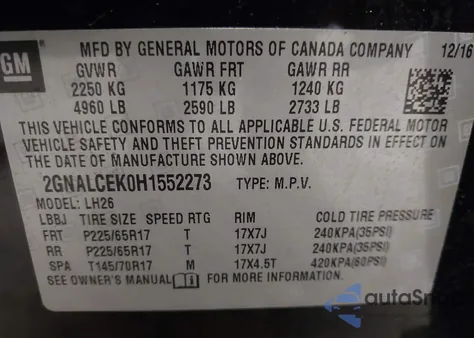 GM
MFD BY GENERAL MOTORS OF CANADA COMPANY 12/16
GVWR GAWR FRT GAWR RR
2250 KG 1175 KG 1240 KG
4960 LB 2590 LB 2733 LB
THIS VEHICLE CONFORMS TO ALL APPLICABLE U.S. FEDERAL MOTOR
VEHICLE SAFETY AND THEFT PREVENTION STANDARDS IN EFFECT ON
THE DATE OF MANUFACTURE SHOWN ABOVE.
2GNALCEK0H1552273 TYPE: M.P.V.
MODEL: LH26
LBBJ TIRE SIZE SPEED RTG RIM COLD TIRE PRESSURE
FRT P225/65R17 T 17X7J 240KPA(35PSI)
RR P225/65R17 T 17X7J 240KPA(35PSI)
SPA T145/70R17 M 17X4.5T 420KPA(60PSI)
SEE OWNER'S MANUAL FOR MORE INFORMATION.